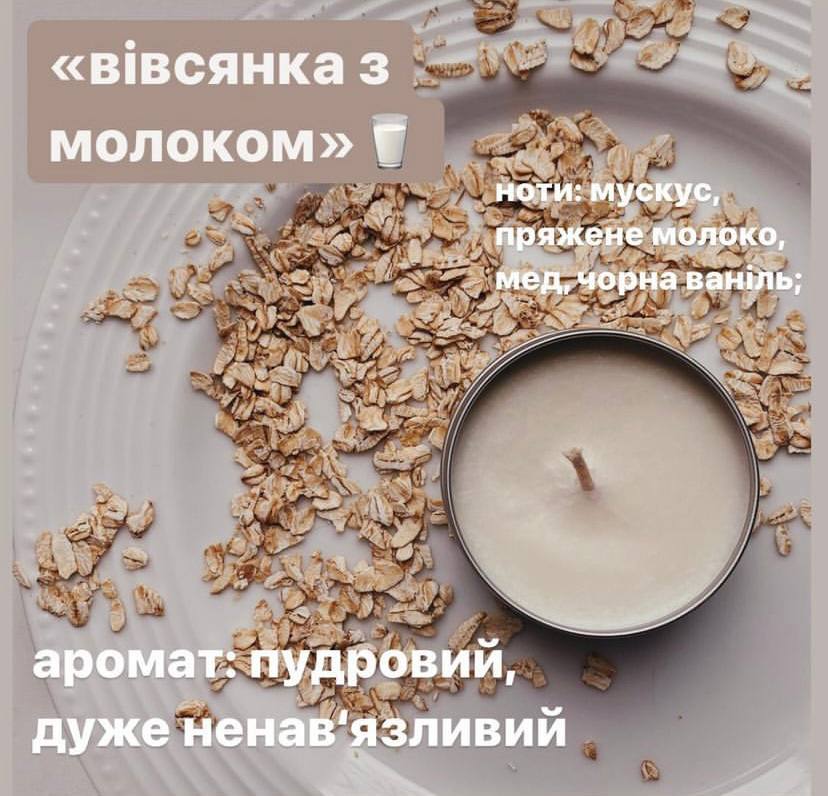 «вівсянка з
молоком»🥛
ноти: мускус,
пряжене молоко,
мед, чорна ваніль;
аромат: пудровий,
дуже ненав‘язливий